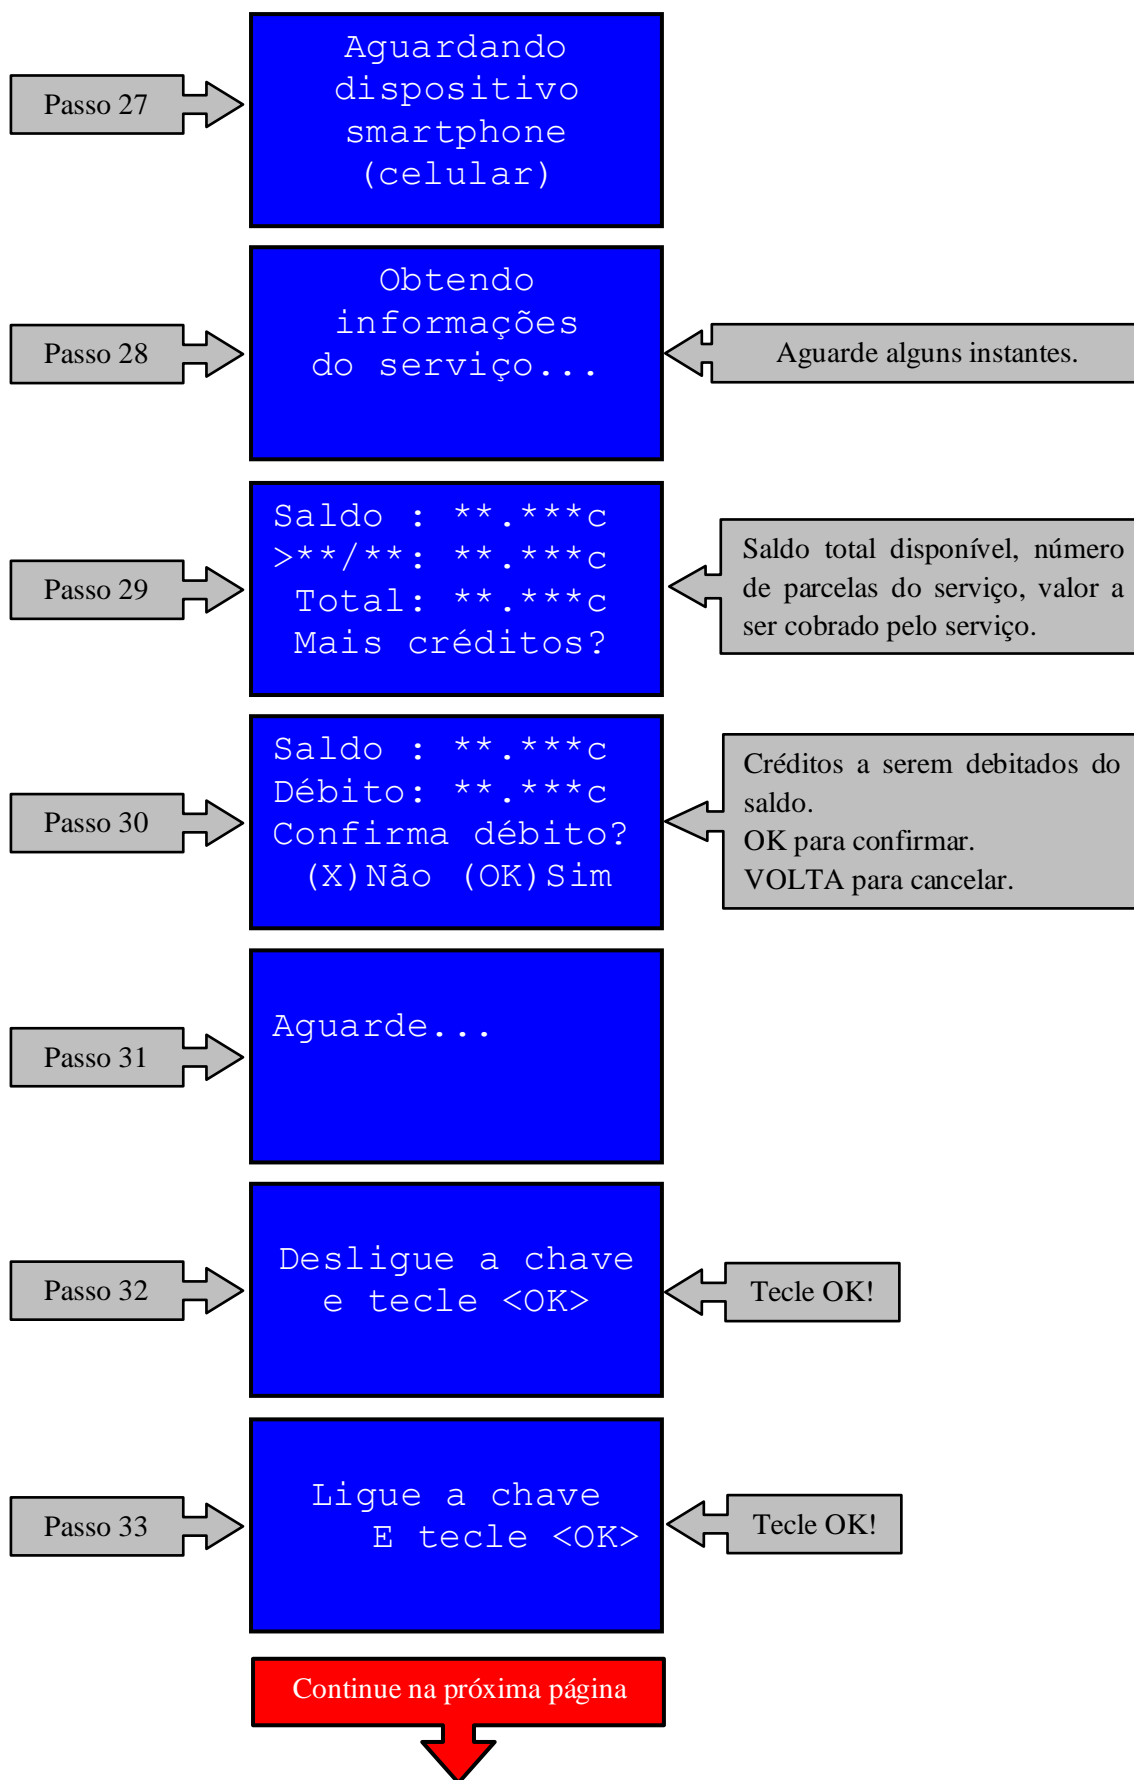 Passo 27
Aguardando
dispositivo
smartphone
(celular)
Passo 28
Obtendo
informações
do serviço...
Aguarde alguns instantes.
Passo 29
Saldo : **.***c
>**/**: **.***c
Total: **.***c
Mais créditos?
Saldo total disponível, número
de parcelas do serviço, valor a
ser cobrado pelo serviço.
Passo 30
Saldo : **.***c
Débito: **.***c
Confirma débito?
(X)Não (OK)Sim
Créditos a serem debitados do
saldo.
OK para confirmar.
VOLTA para cancelar.
Passo 31
Aguarde...
Passo 32
Desligue a chave
e tecle <OK>
Tecle OK!
Passo 33
Ligue a chave
E tecle <OK>
Tecle OK!
Continue na próxima página